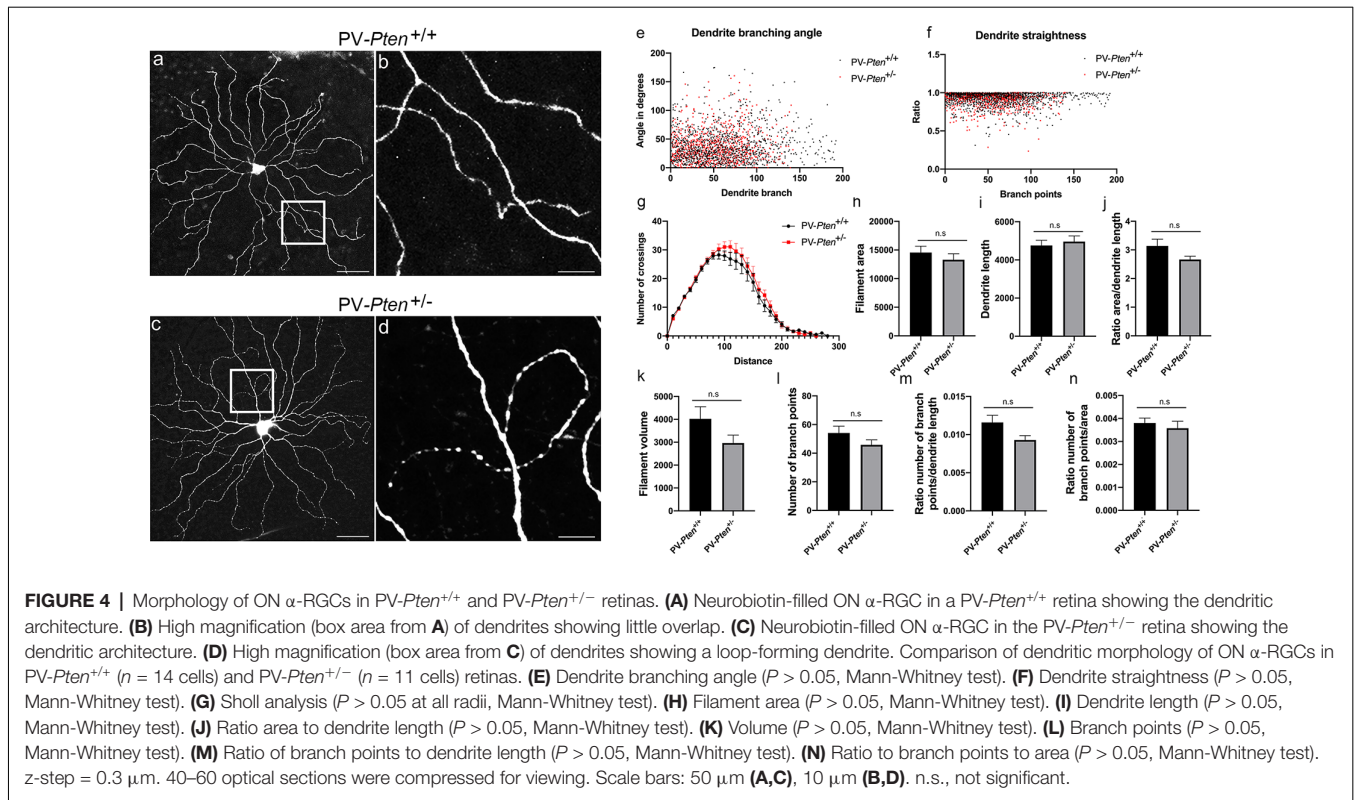 PV-Pten+/+
a
b
PV-Pten+/-
c
d
e
Dendrite branching angle
PV-Pten+/+
PV-Pten+/-
Angle in degrees
200
150
100
50
0
0 50 100 150 200
Dendrite branch
f
Dendrite straightness
PV-Pten+/+
PV-Pten+/-
Ratio
1.5
1.0
0.5
0.0
0 50 100 150 200
Branch points
g
PV-Pten+/+
PV-Pten+/-
Number of crossings
40
30
20
10
0
0 100 200 300
Distance
h
n.s
Filament area
20000
15000
10000
5000
0
PV-Pten+/+
PV-Pten+/-
i
n.s
Dendrite length
6000
4000
2000
0
PV-Pten+/+
PV-Pten+/-
j
n.s
Ratio area/dendrite length
4
3
2
1
0
PV-Pten+/+
PV-Pten+/-
k
n.s
Filament volume
5000
4000
3000
2000
1000
0
PV-Pten+/+
PV-Pten+/-
l
n.s
Number of branch points
80
60
40
20
0
PV-Pten+/+
PV-Pten+/-
m
n.s
Ratio number of branch
points/dendrite length
0.015
0.010
0.005
0.000
PV-Pten+/+
PV-Pten+/-
n
n.s
Ratio number of
branch points/area
0.005
0.004
0.003
0.002
0.001
0.000
PV-Pten+/+
PV-Pten+/-
FIGURE 4 | Morphology of ON α-RGCs in PV-Pten+/+ and PV-Pten+/− retinas. (A) Neurobiotin-filled ON α-RGC in a PV-Pten+/+ retina showing the dendritic
architecture. (B) High magnification (box area from A) of dendrites showing little overlap. (C) Neurobiotin-filled ON α-RGC in the PV-Pten+/− retina showing the
dendritic architecture. (D) High magnification (box area from C) of dendrites showing a loop-forming dendrite. Comparison of dendritic morphology of ON α-RGCs in
PV-Pten+/+ (n = 14 cells) and PV-Pten+/− (n = 11 cells) retinas. (E) Dendrite branching angle (P > 0.05, Mann-Whitney test). (F) Dendrite straightness (P > 0.05,
Mann-Whitney test). (G) Sholl analysis (P > 0.05 at all radii, Mann-Whitney test). (H) Filament area (P > 0.05, Mann-Whitney test). (I) Dendrite length (P > 0.05,
Mann-Whitney test). (J) Ratio area to dendrite length (P > 0.05, Mann-Whitney test). (K) Volume (P > 0.05, Mann-Whitney test). (L) Branch points (P > 0.05,
Mann-Whitney test). (M) Ratio of branch points to dendrite length (P > 0.05, Mann-Whitney test). (N) Ratio to branch points to area (P > 0.05, Mann-Whitney test).
z-step = 0.3 μm. 40–60 optical sections were compressed for viewing. Scale bars: 50 μm (A,C), 10 μm (B,D). n.s., not significant.